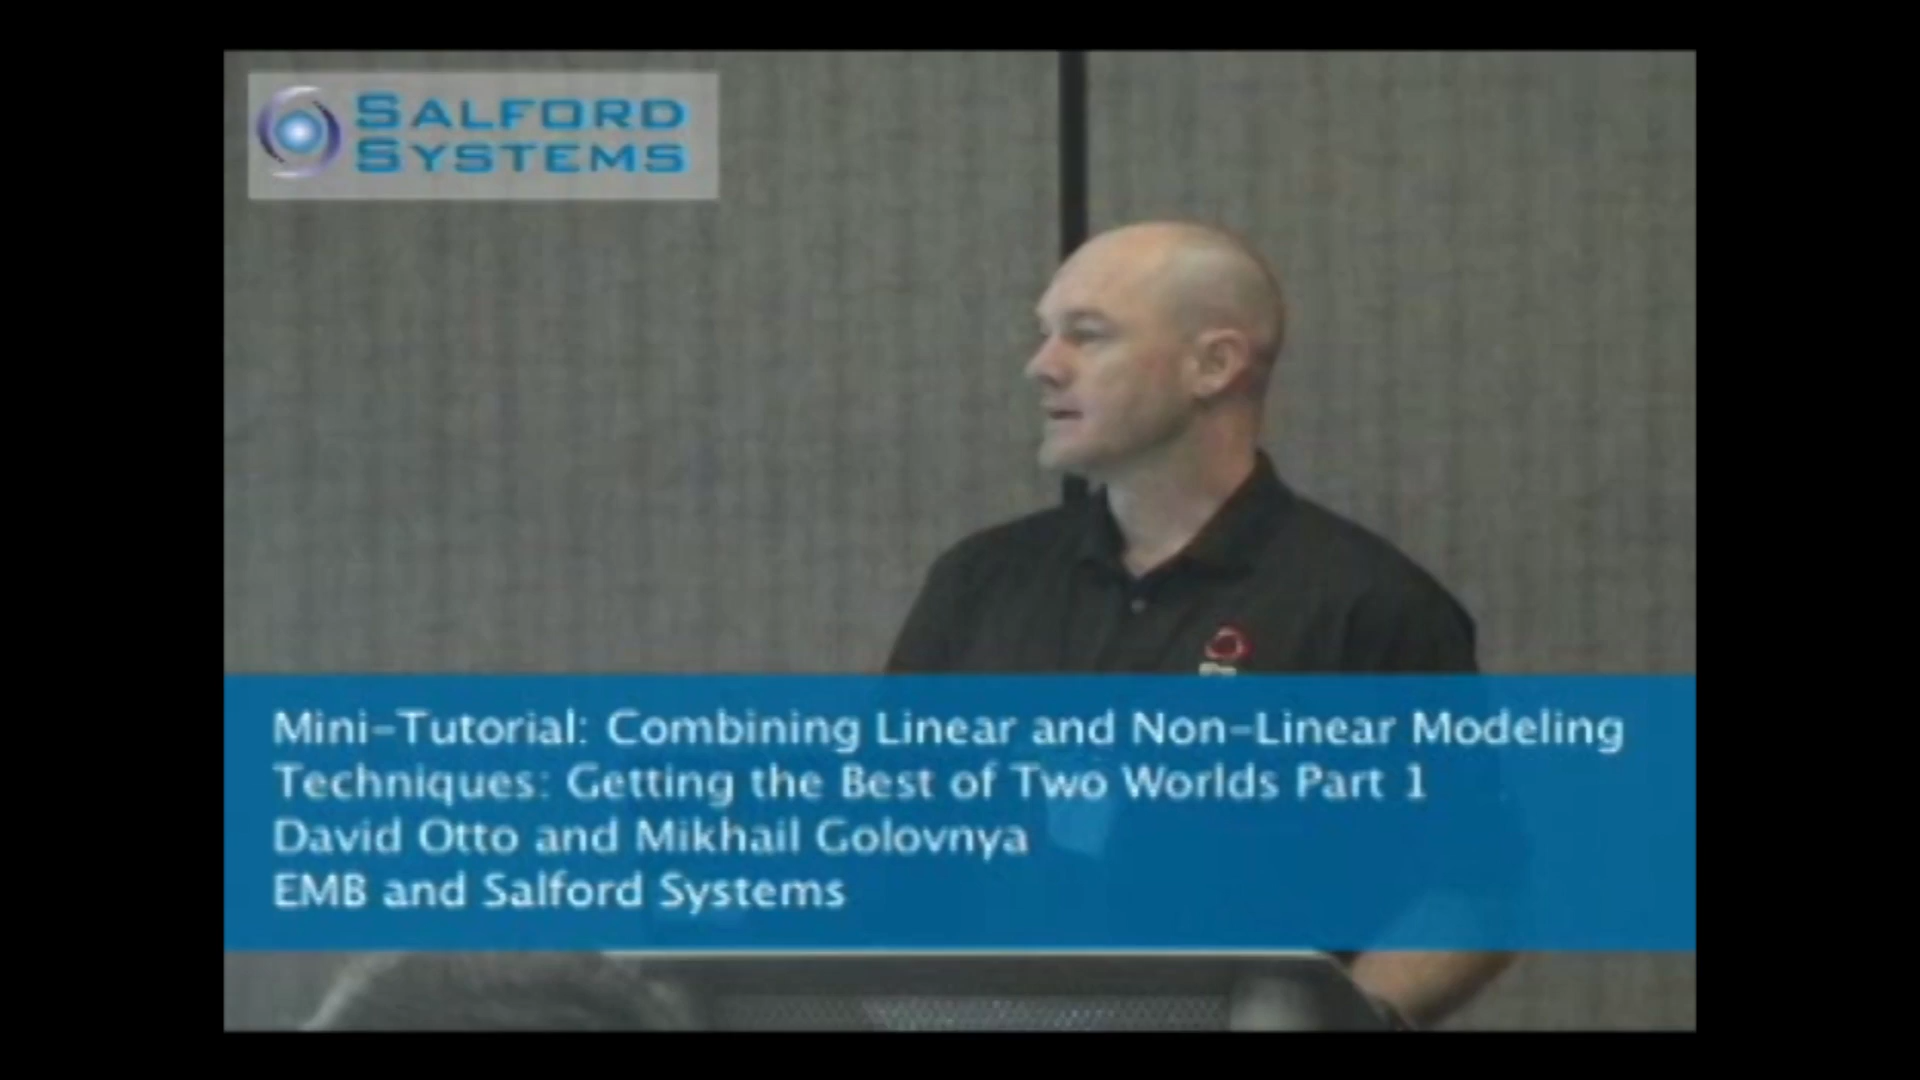 SALFORD
SYSTEMS
Mini-Tutorial: Combining Linear and Non-Linear Modeling
Techniques: Getting the Best of Two Worlds Part 1
David Otto and Mikhail Golovnya
EMB and Salford Systems